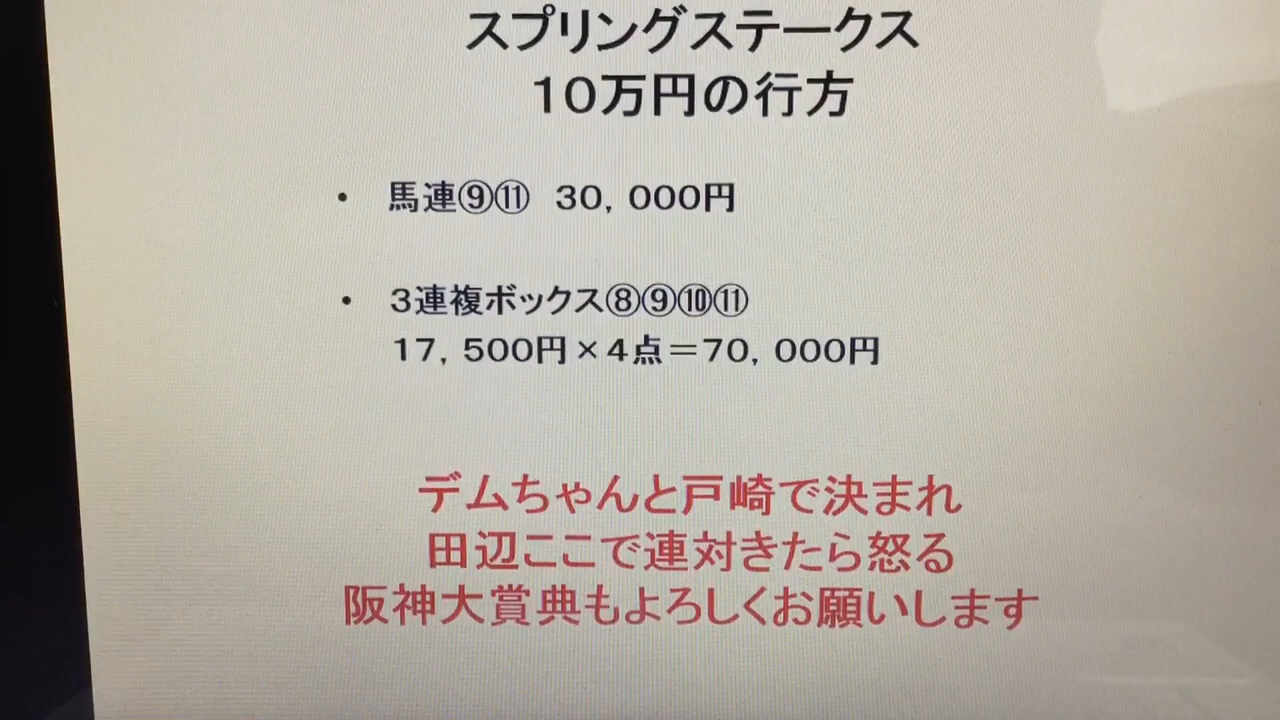 スプリングステークス
10万円の行方
• 馬連⑨⑪ 30,000円
• 3連複ボックス⑧⑨⑩⑪
17,500円×4点＝70,000円
デムちゃんと戸崎で決まれ
田辺ここで連対きたら怒る
阪神大賞典もよろしくお願いします